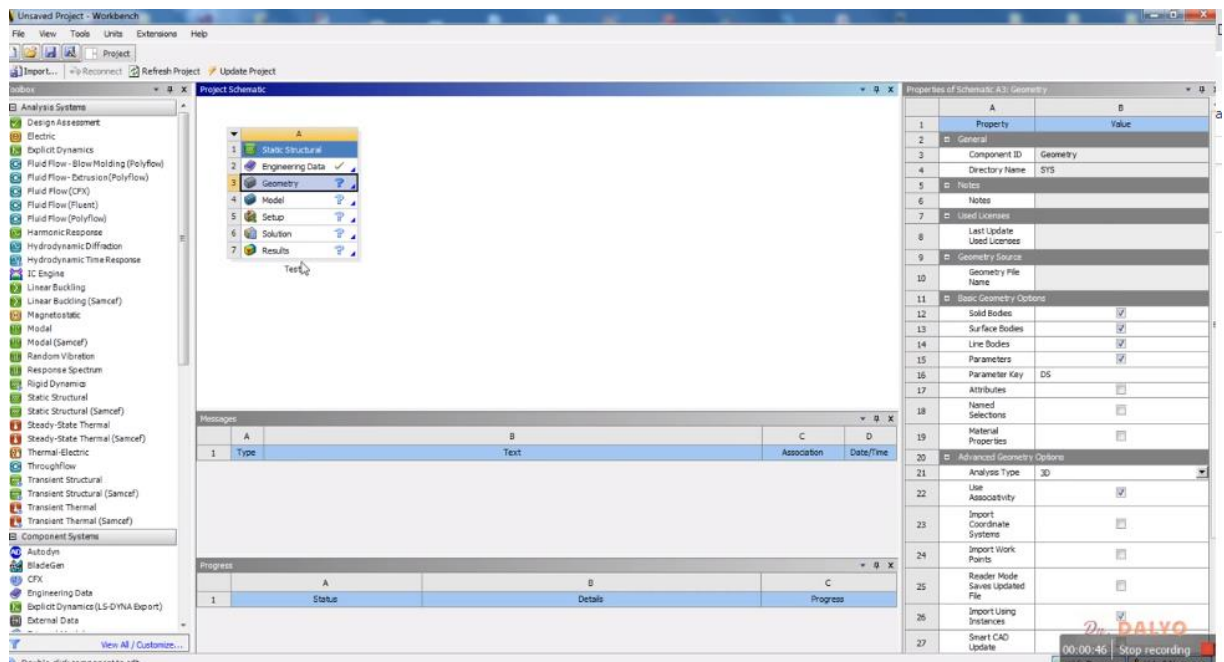 Unsaved Project - Workbench
File View Tools Units Extensions Help
Project
Import... Reconnect Refresh Project Update Project
Project Schematic
Properties of Schematic A3: Geometry
Analysis Systems
Design Assessment
Electric
Explicit Dynamics
Fluid Flow - Blow Molding (Polyflow)
Fluid Flow - Extrusion (Polyflow)
Fluid Flow (CFX)
Fluid Flow (Fluent)
Fluid Flow (Polyflow)
Harmonic Response
Hydrodynamic Diffraction
Hydrodynamic Time Response
IC Engine
Linear Buckling
Linear Buckling (Samcef)
Magnetostatic
Modal
Modal (Samcef)
Random Vibration
Response Spectrum
Rigid Dynamics
Static Structural
Static Structural (Samcef)
Steady-State Thermal
Steady-State Thermal (Samcef)
Thermal-Electric
Throughflow
Transient Structural
Transient Structural (Samcef)
Transient Thermal
Transient Thermal (Samcef)
Component Systems
Autodyn
BladeGen
CFX
Engineering Data
Explicit Dynamics (LS-DYNA Export)
External Data
View All / Customize...
A
1 Static Structural
2 Engineering Data
3 Geometry ?
4 Model ?
5 Setup ?
6 Solution ?
7 Results ?
Test
Messages
A B C D
1 Type Text Association Date/Time
Progress
A B C
1 Status Details Progress
A B
1 Property Value
2 General
3 Component ID Geometry
4 Directory Name SYS
5 Notes
6 Notes
7 Used Licenses
8 Last Update
Used Licenses
9 Geometry Source
10 Geometry File
Name
11 Basic Geometry Options
12 Solid Bodies
13 Surface Bodies
14 Line Bodies
15 Parameters
16 Parameter Key DS
17 Attributes
18 Named
Selections
19 Material
Properties
20 Advanced Geometry Options
21 Analysis Type 3D
22 Use
Associativity
23 Import
Coordinate
Systems
24 Import Work
Points
25 Reader Mode
Saves Updated
File
26 Import Using
Instances
27 Smart CAD
Update
DALYO
00:00:46 Stop recording